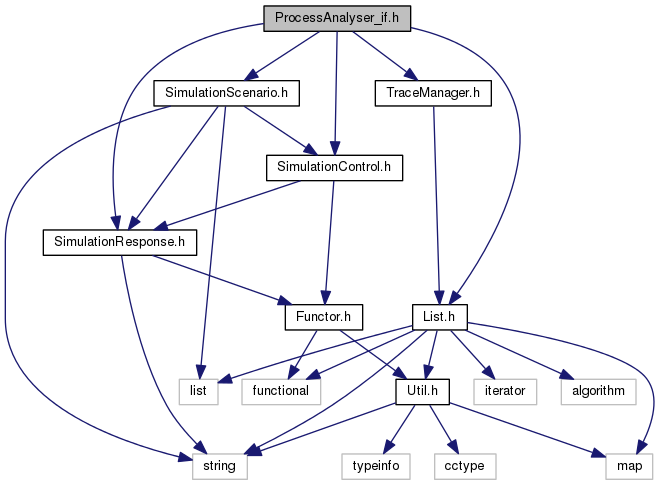 ProcessAnalyser_if.h
SimulationScenario.h
TraceManager.h
SimulationControl.h
SimulationResponse.h
Functor.h
List.h
list
functional
Util.h
iterator
algorithm
string
typeinfo
cctype
map